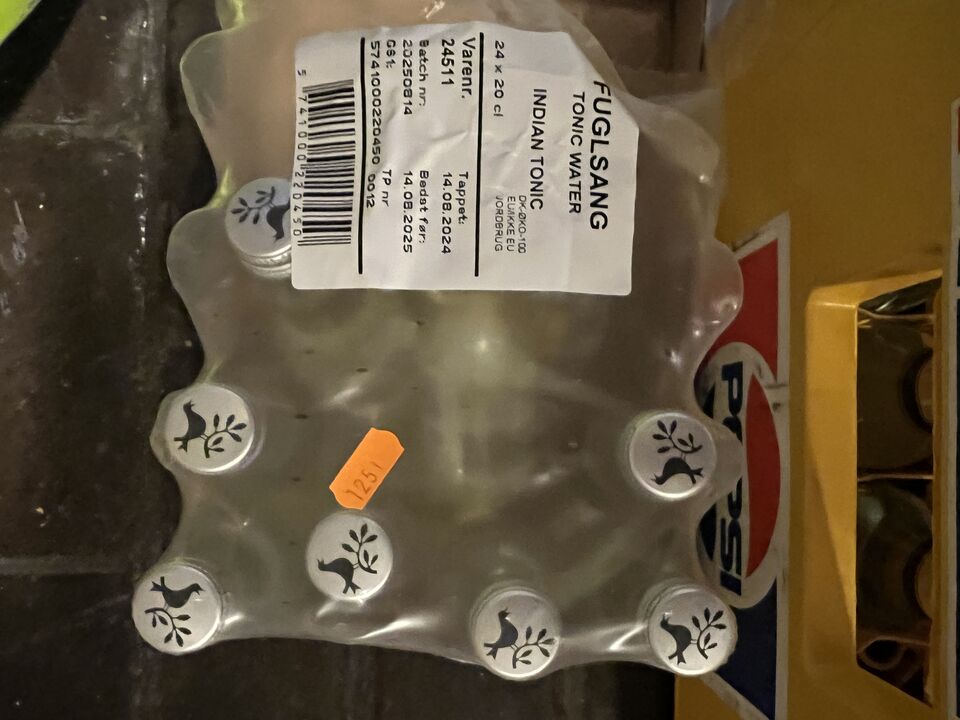 FUGLSANG
TONIC WATER
INDIAN TONIC
DK-ØKO-100
EU/IKKE EU
JORDBRUG
24 x 20 cl
Varenr. Tappet:
24511 14.08.2024
Batch nr: Bedst før:
20250814 14.08.2025
GS1: TP nr
5741000220450 0012
5 741000 220450
1251
PEPSI